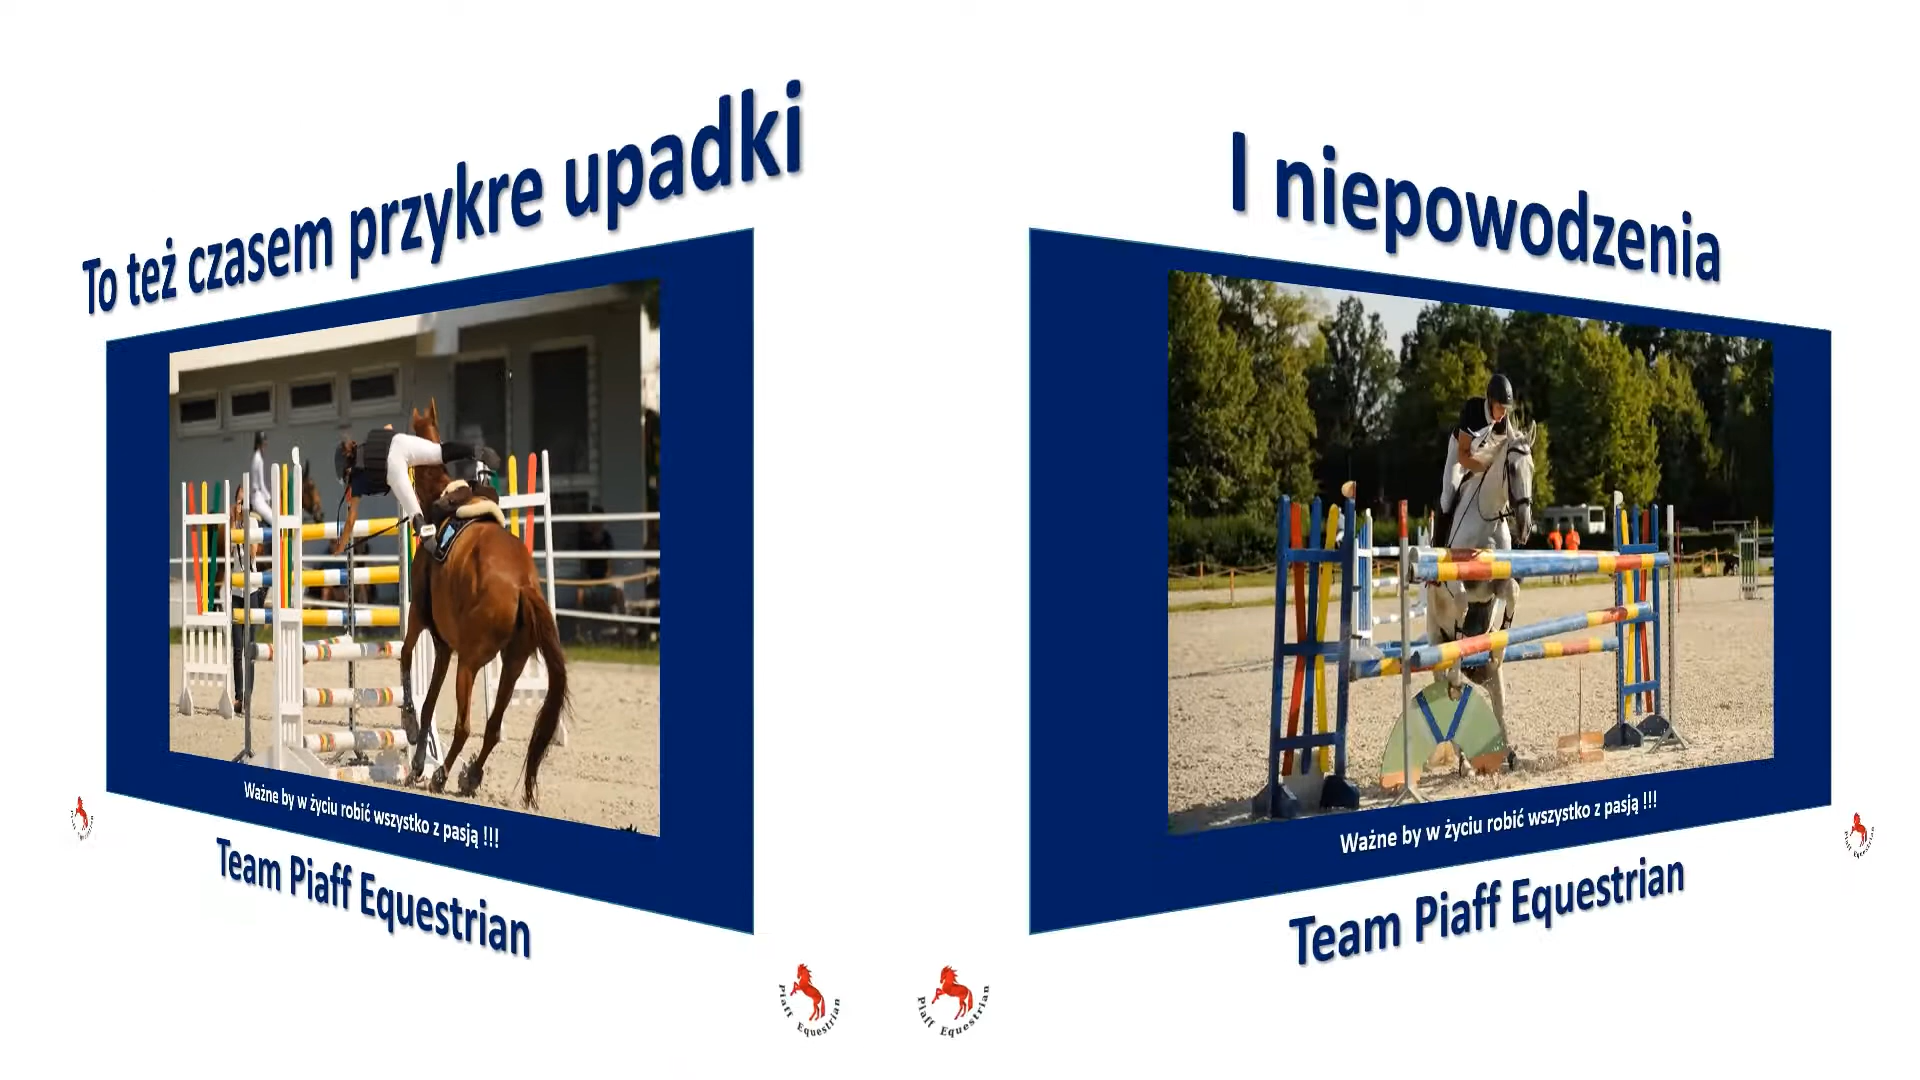 To też czasem przykre upadki
Ważne by w życiu robić wszystko z pasją !!!
Team Piaff Equestrian
Piaff Equestrian
I niepowodzenia
Ważne by w życiu robić wszystko z pasją !!!
Team Piaff Equestrian
Piaff Equestrian